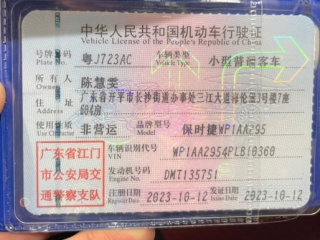 中华人民共和国机动车行驶证
Vehicle License of the People's Republic of China
号牌号码 粤J723AC 车辆类型 小型普通客车
Plate No. Vehicle Type
所有人 陈慧雯
Owner
住址 广东省开平市长沙街道办事处三江大道 3号楼7座
604房
Address
使用性质 非营运 品牌型号 保时捷WP1AA295
Use Character Model
广东省江门
市公安局交
通警察支队
车辆识别代号 WP1AA2954PLB10360
VIN
发动机号码 DMT135751
Engine No.
注册日期 2023-10-12 发证日期 2023-10-12
Register Date Issue Date